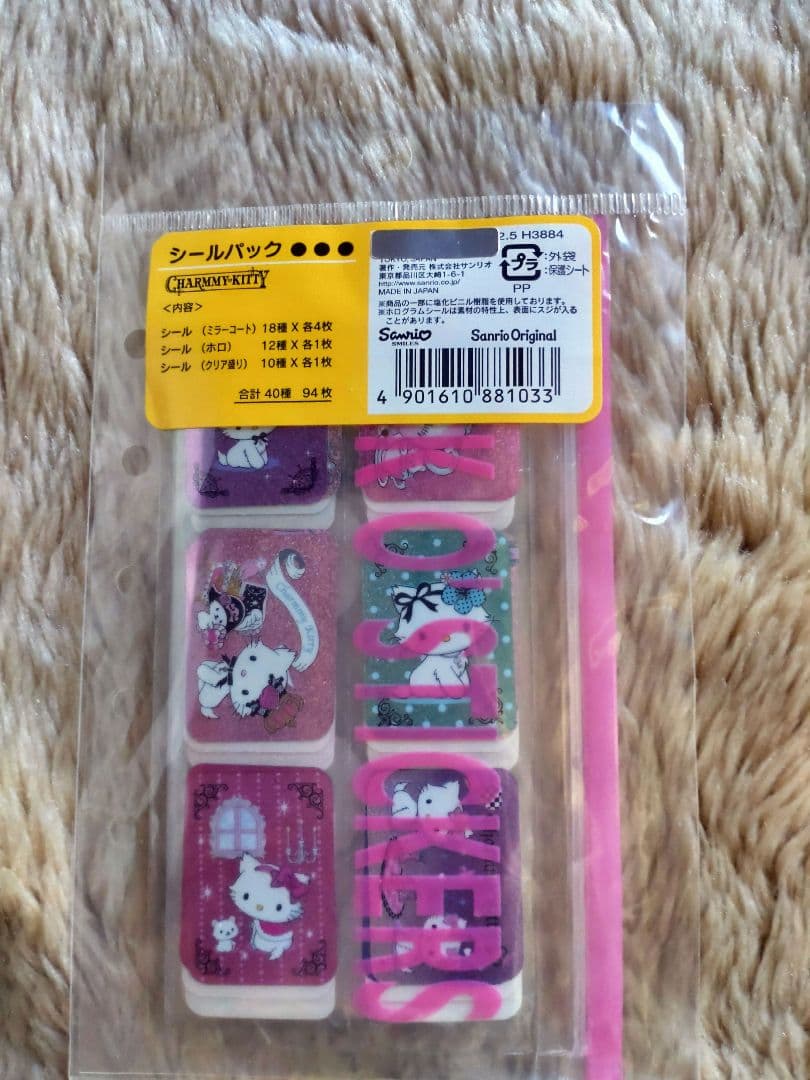 シールパック ●●●
CHARMMY KITTY
<内容>
シール (ミラーコート) 18種 X 各4枚
シール (ホロ) 12種 X 各1枚
シール (クリア盛り) 10種 X 各1枚
合計 40種 94枚
2.5 H3884
TOKYO, JAPAN
著作・発売元 株式会社サンリオ
東京都品川区大崎1-6-1
http://www.sanrio.co.jp/
MADE IN JAPAN
プラ
:外袋
:保護シート
PP
※商品の一部に塩化ビニル樹脂を使用しております。
※ホログラムシールは素材の特性上、表面にスジが入る
ことがあります。
Sanrio
SMILES
Sanrio Original
4 901610 881033
Charmmy Kitty
K O' STICKERS